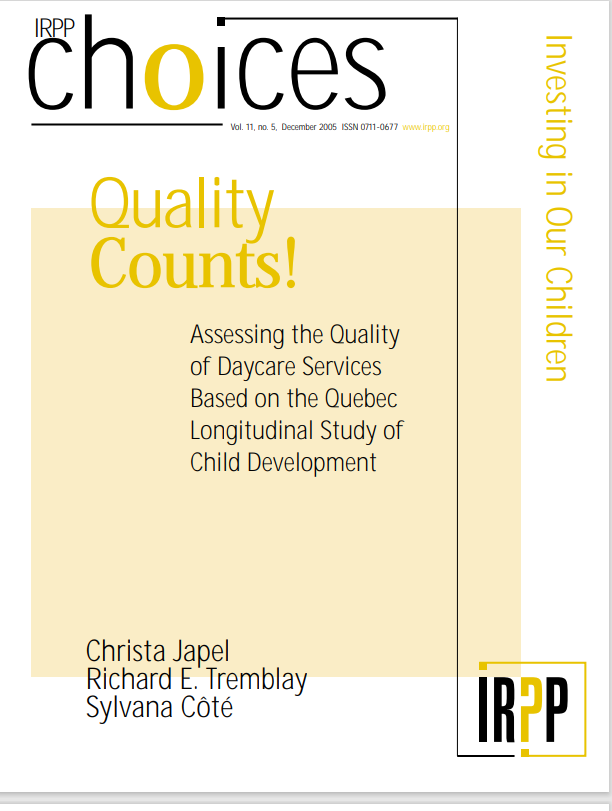 IRPP
choices
Vol. 11, no. 5, December 2005 ISSN 0711-0677 www.irpp.org
Investing in Our Children
Quality
Counts!
Assessing the Quality
of Daycare Services
Based on the Quebec
Longitudinal Study of
Child Development
Christa Japel
Richard E. Tremblay
Sylvana Côté
IRPP